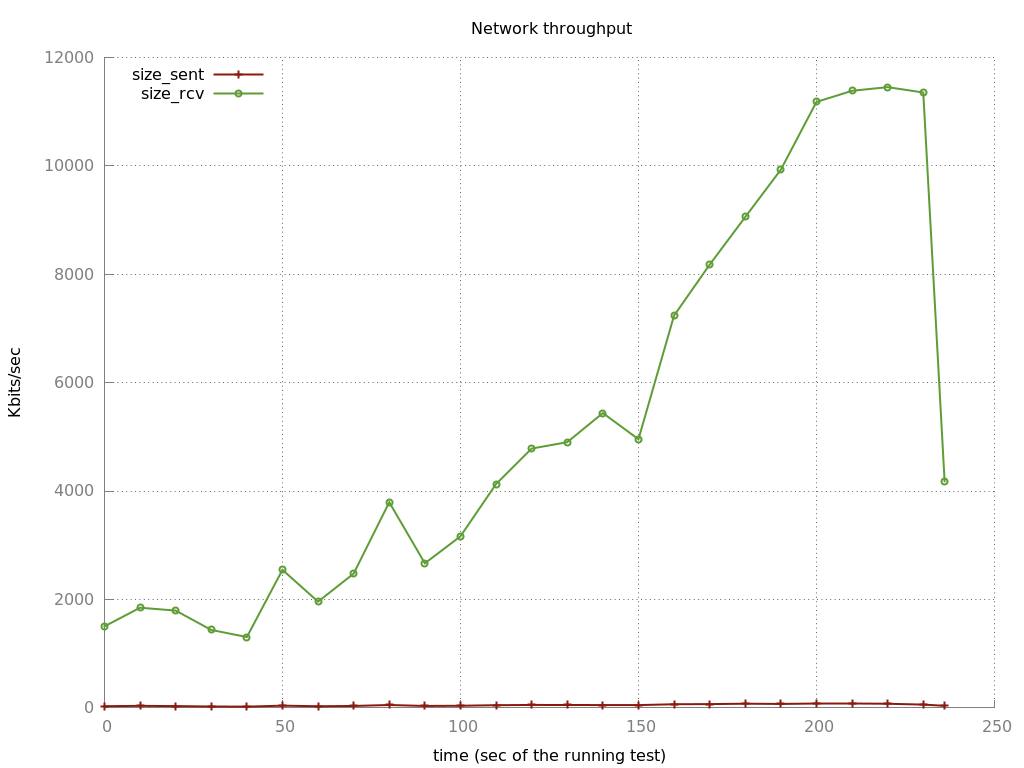 Network throughput
12000
10000
8000
6000
4000
2000
0
size_sent
size_rcv
Kbits/sec
0 50 100 150 200 250
time (sec of the running test)